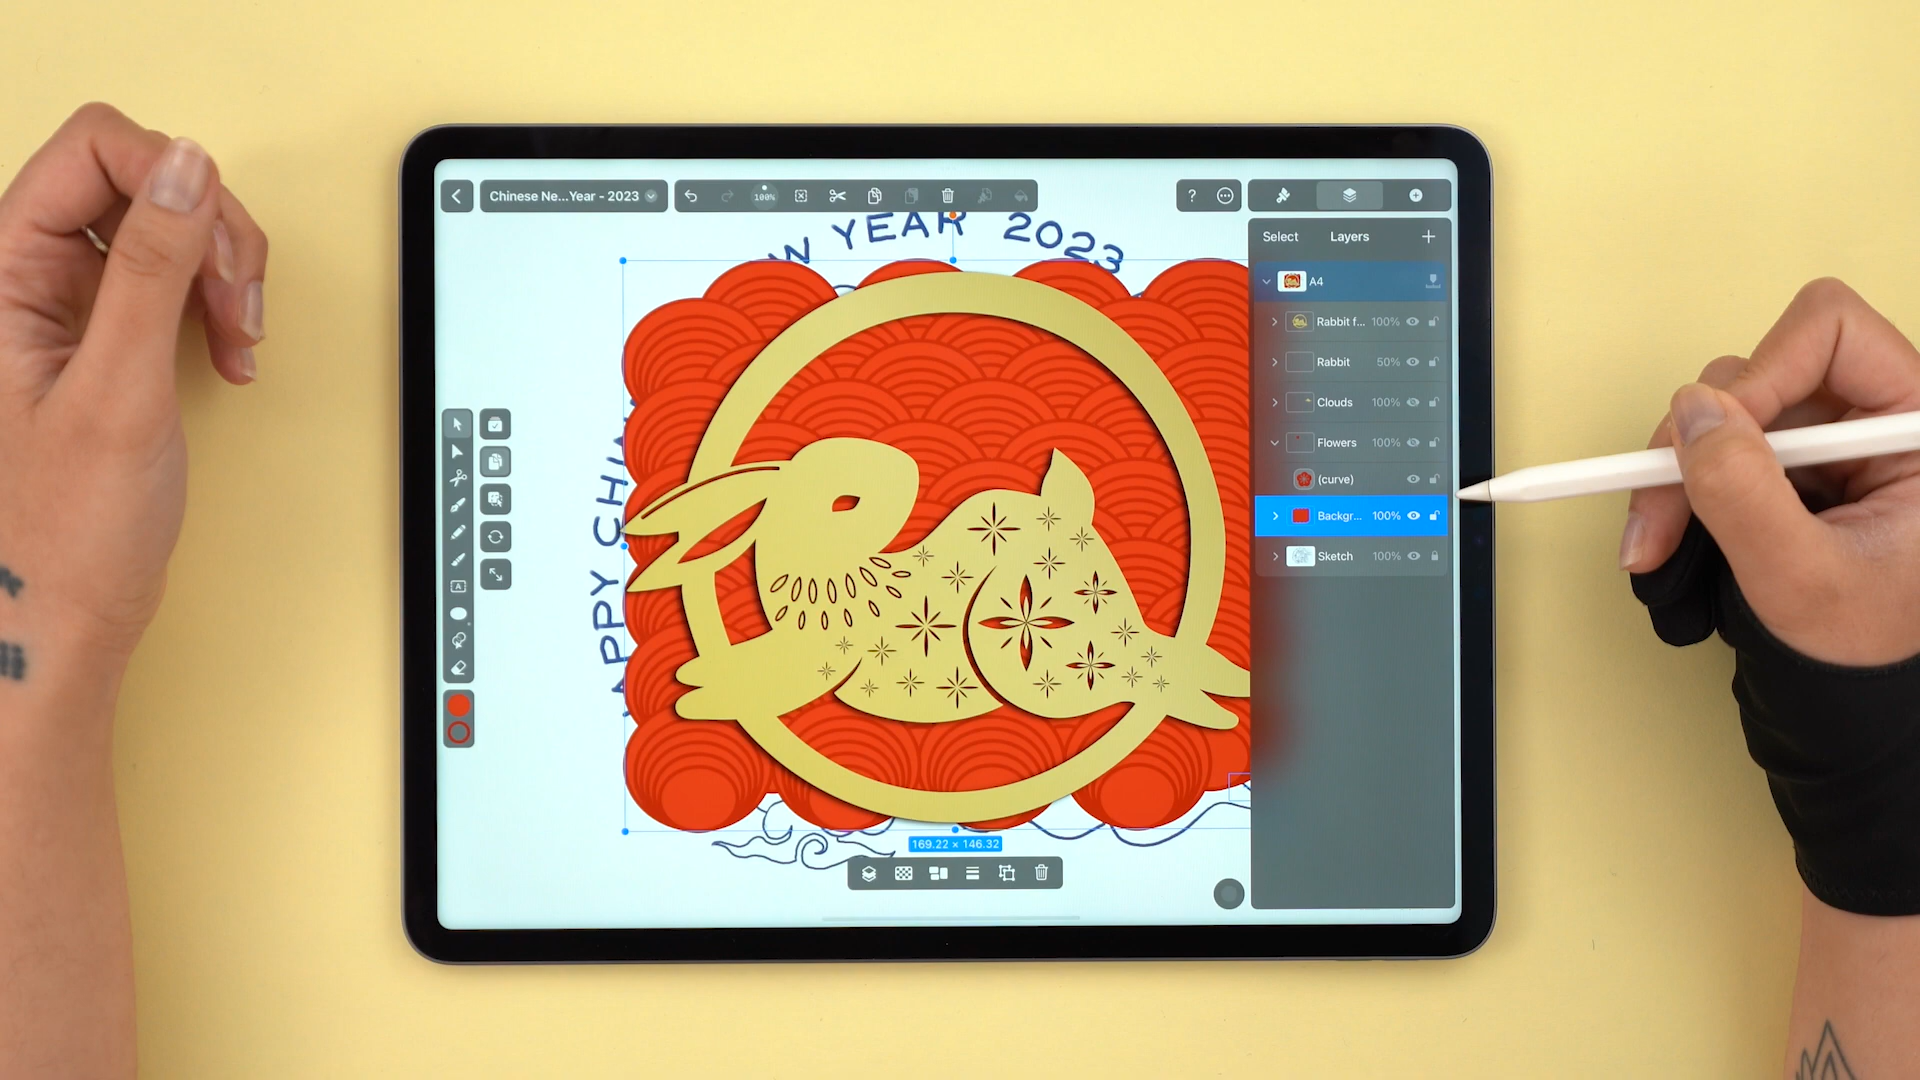 Chinese Ne...Year - 2023
100%
?
W YEAR 2023
APPY CHIN
Select Layers +
A4
Rabbit f... 100%
Rabbit 50%
Clouds 100%
Flowers 100%
(curve)
Backgr... 100%
Sketch 100%
A
169.22 × 146.32